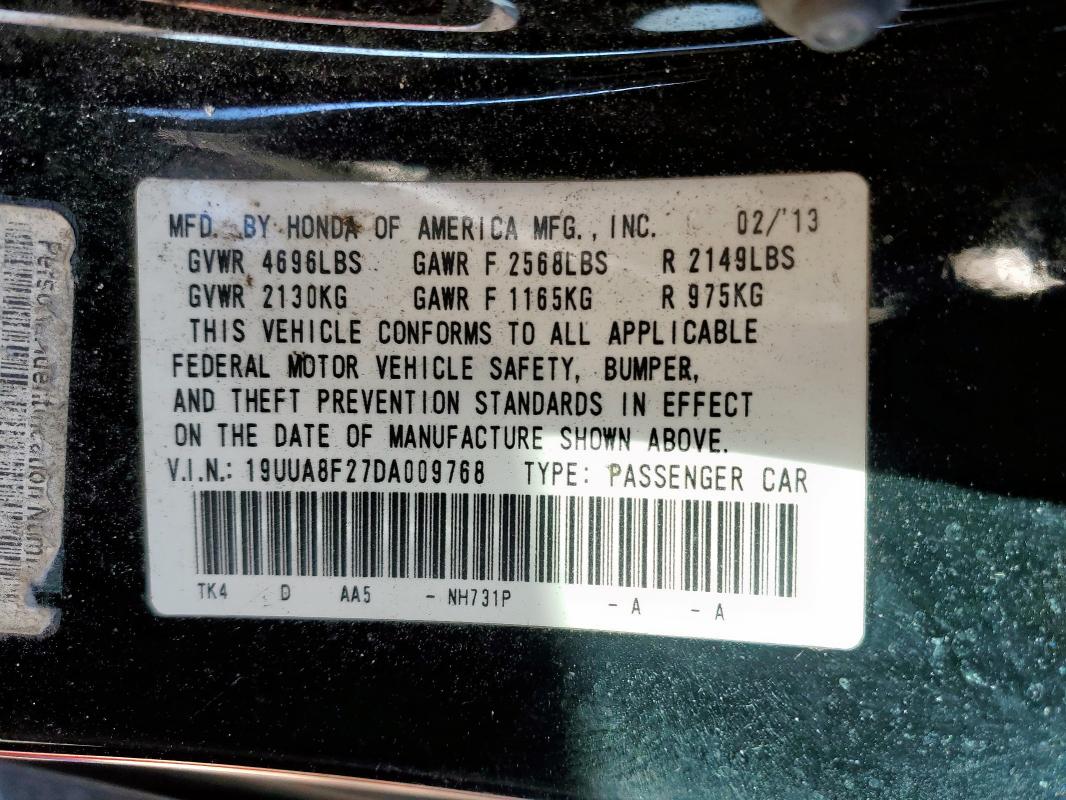 MFD. BY HONDA OF AMERICA MFG., INC. 02/'13
GVWR 4696LBS GAWR F 2568LBS R 2149LBS
GVWR 2130KG GAWR F 1165KG R 975KG
THIS VEHICLE CONFORMS TO ALL APPLICABLE
FEDERAL MOTOR VEHICLE SAFETY, BUMPER,
AND THEFT PREVENTION STANDARDS IN EFFECT
ON THE DATE OF MANUFACTURE SHOWN ABOVE.
V.I.N.: 19UUA8F27DA009768 TYPE: PASSENGER CAR
TK4 D AA5 - NH731P - A - A